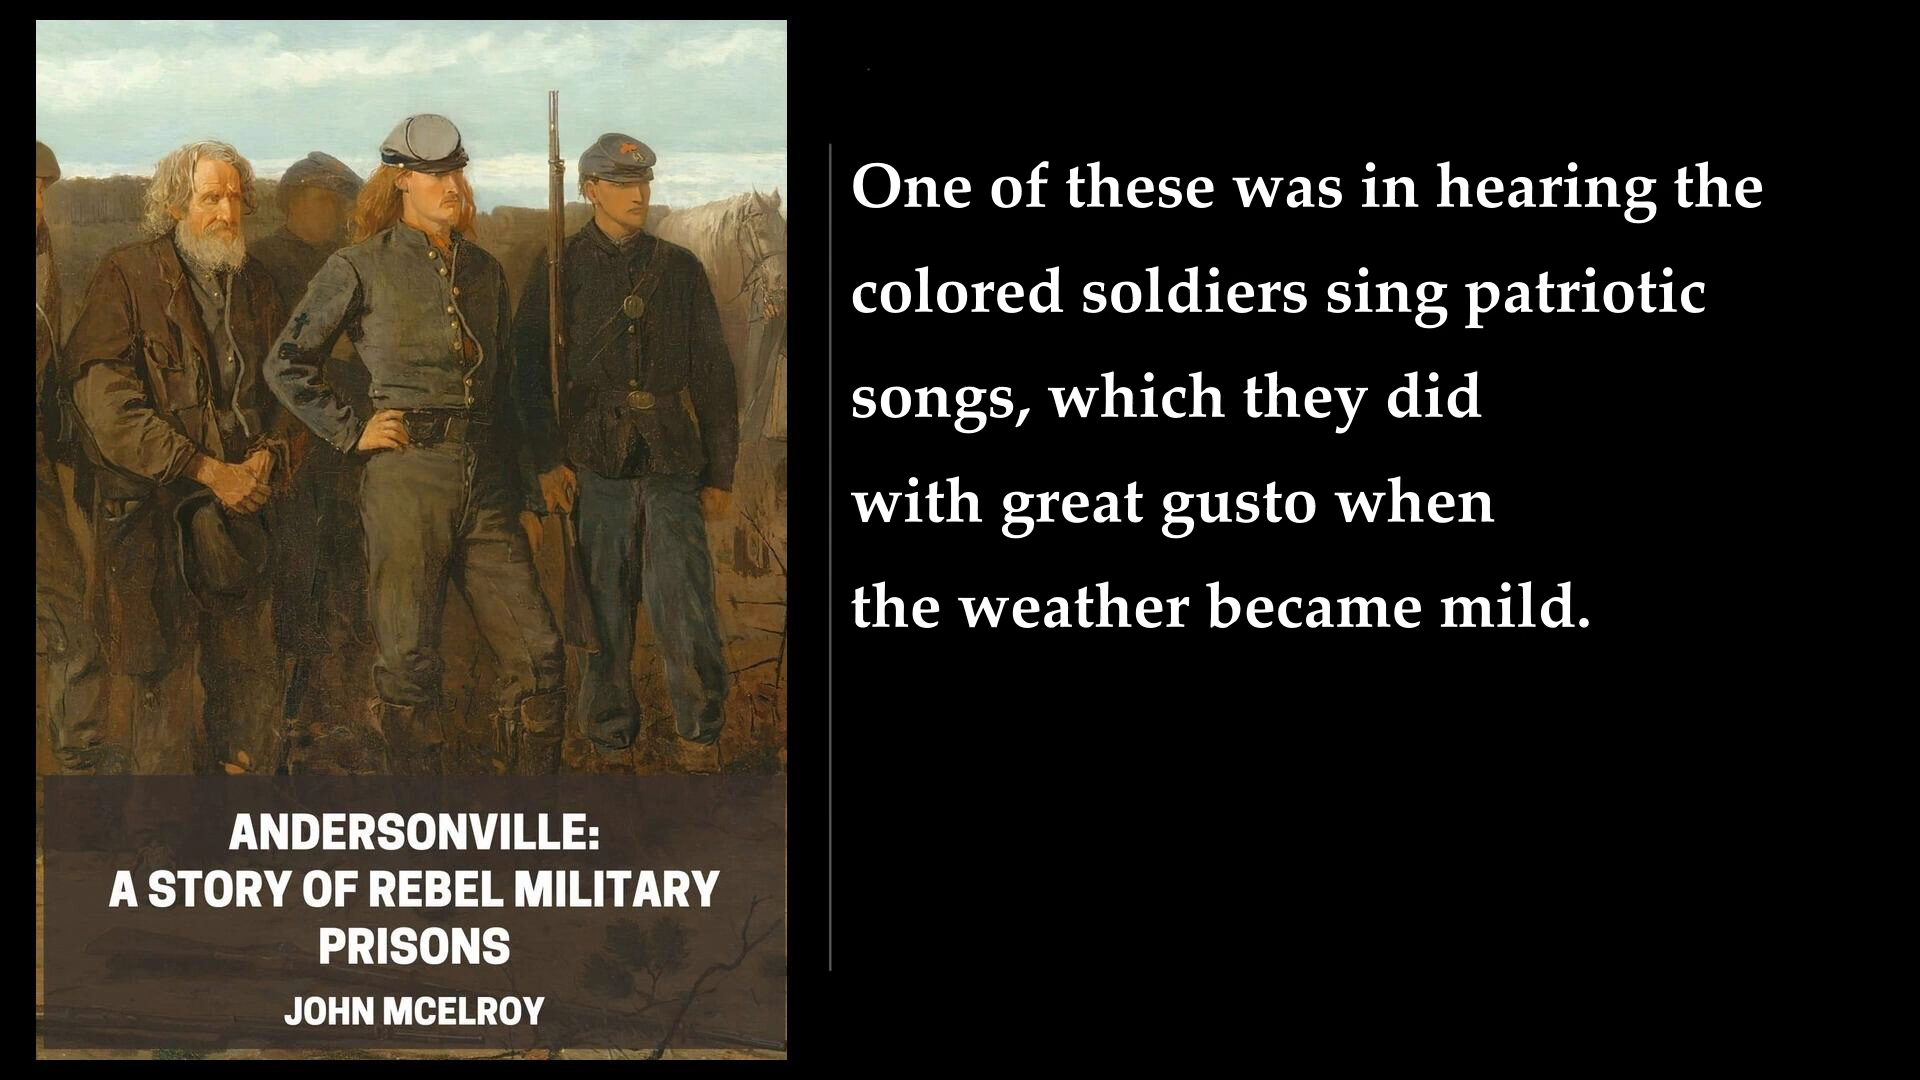 One of these was in hearing the
colored soldiers sing patriotic
songs, which they did
with great gusto when
the weather became mild.
ANDERSONVILLE:
A STORY OF REBEL MILITARY
PRISONS
JOHN MCELROY